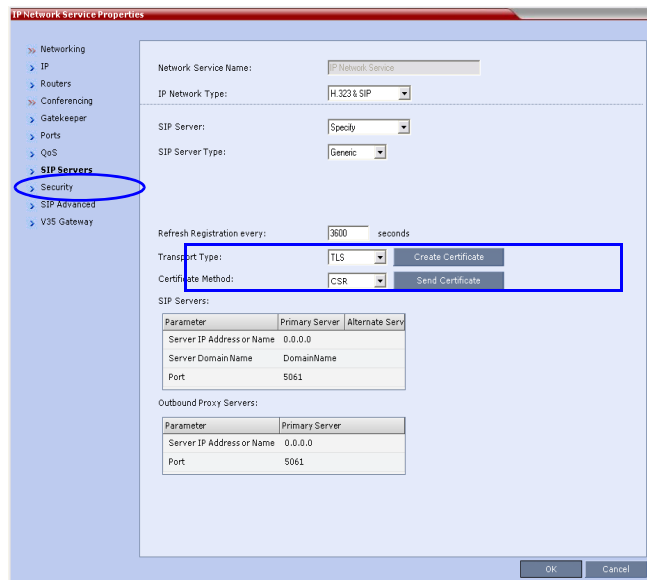 IP Network Service Properties
Networking
IP
Routers
Conferencing
Gatekeeper
Ports
QoS
SIP Servers
Security
SIP Advanced
V35 Gateway
Network Service Name: IP Network Service
IP Network Type: H.323 & SIP
SIP Server: Specify
SIP Server Type: Generic
Refresh Registration every: 3600 seconds
Transport Type: TLS Create Certificate
Certificate Method: CSR Send Certificate
SIP Servers:
Parameter Primary Server Alternate Serv
Server IP Address or Name 0.0.0.0
Server Domain Name DomainName
Port 5061
Outbound Proxy Servers:
Parameter Primary Server
Server IP Address or Name 0.0.0.0
Port 5061
OK Cancel